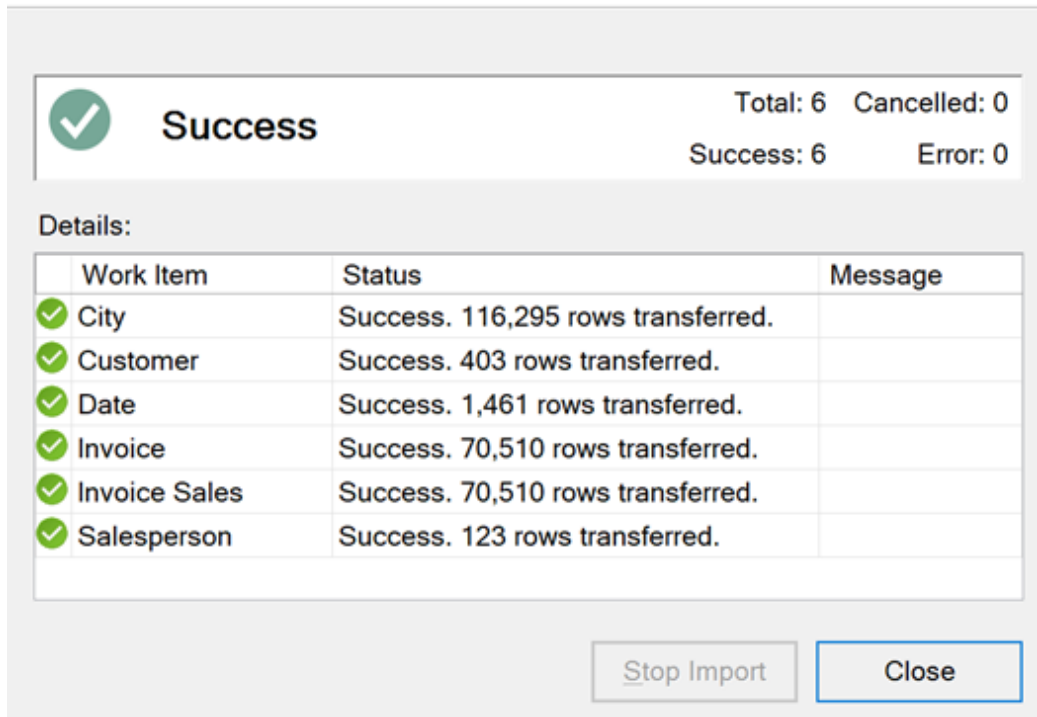 Success
Total: 6 Cancelled: 0
Success: 6 Error: 0
Details:
Work Item Status Message
City Success. 116,295 rows transferred.
Customer Success. 403 rows transferred.
Date Success. 1,461 rows transferred.
Invoice Success. 70,510 rows transferred.
Invoice Sales Success. 70,510 rows transferred.
Salesperson Success. 123 rows transferred.
Stop Import Close